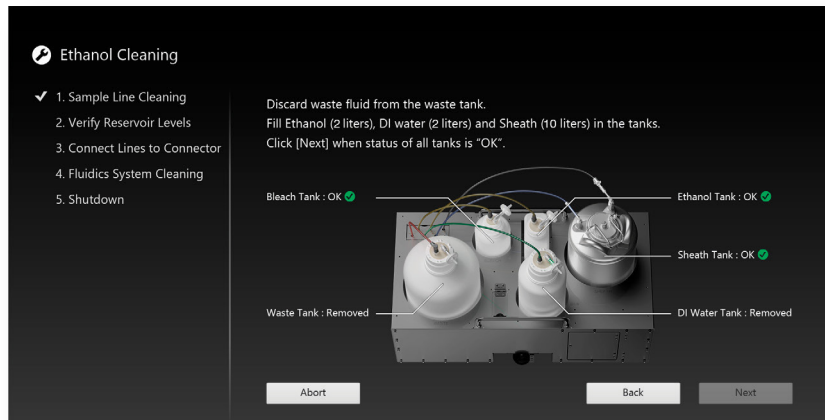 Ethanol Cleaning
1. Sample Line Cleaning
2. Verify Reservoir Levels
3. Connect Lines to Connector
4. Fluidics System Cleaning
5. Shutdown
Discard waste fluid from the waste tank.
Fill Ethanol (2 liters), DI water (2 liters) and Sheath (10 liters) in the tanks.
Click [Next] when status of all tanks is “OK”.
Bleach Tank : OK
Ethanol Tank : OK
Sheath Tank : OK
Waste Tank : Removed
DI Water Tank : Removed
Abort
Back
Next